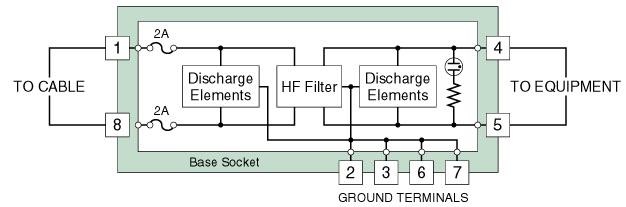 2A
1
4
Discharge
Elements
HF Filter
Discharge
Elements
TO CABLE
TO EQUIPMENT
2A
8
5
Base Socket
2
3
6
7
GROUND TERMINALS